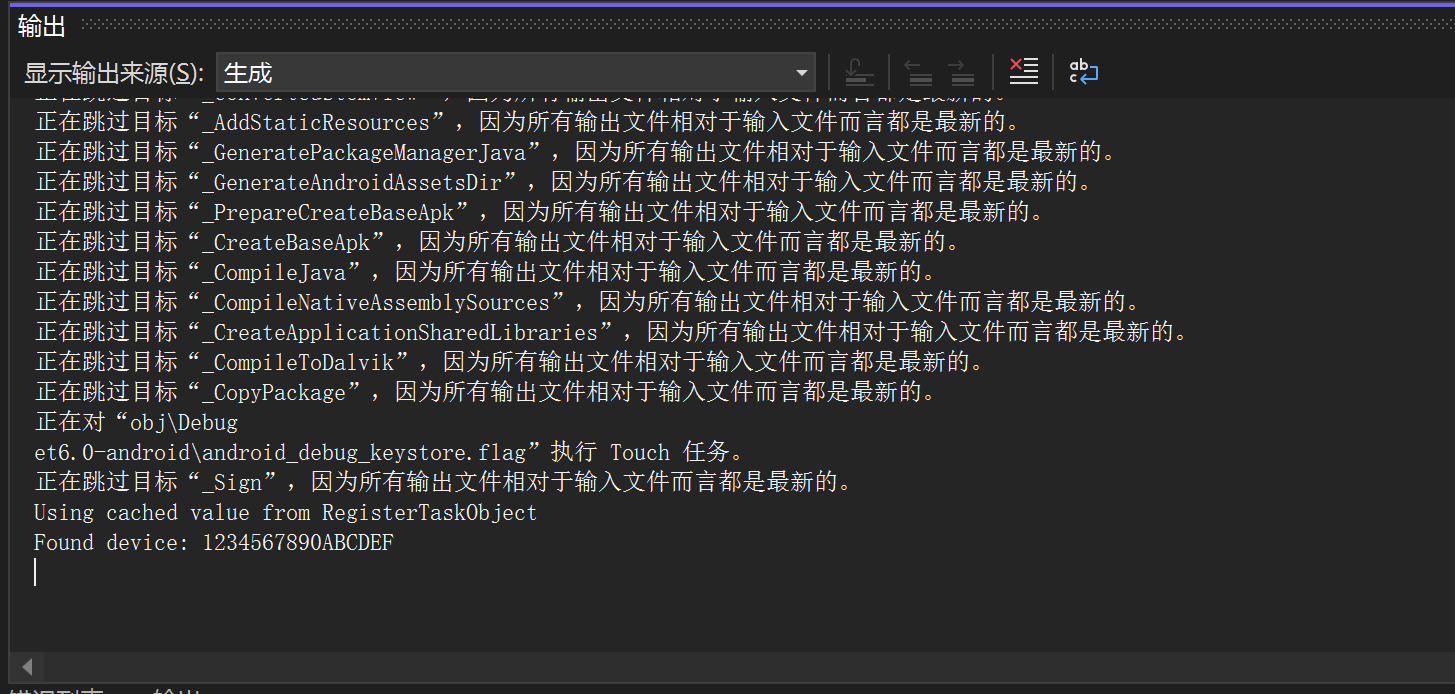 输出
显示输出来源(S): 生成
正在跳过目标“_AddStaticResources”，因为所有输出文件相对于输入文件而言都是最新的。
正在跳过目标“_GeneratePackageManagerJava”，因为所有输出文件相对于输入文件而言都是最新的。
正在跳过目标“_GenerateAndroidAssetsDir”，因为所有输出文件相对于输入文件而言都是最新的。
正在跳过目标“_PrepareCreateBaseApk”，因为所有输出文件相对于输入文件而言都是最新的。
正在跳过目标“_CreateBaseApk”，因为所有输出文件相对于输入文件而言都是最新的。
正在跳过目标“_CompileJava”，因为所有输出文件相对于输入文件而言都是最新的。
正在跳过目标“_CompileNativeAssemblySources”，因为所有输出文件相对于输入文件而言都是最新的。
正在跳过目标“_CreateApplicationSharedLibraries”，因为所有输出文件相对于输入文件而言都是最新的。
正在跳过目标“_CompileToDalvik”，因为所有输出文件相对于输入文件而言都是最新的。
正在跳过目标“_CopyPackage”，因为所有输出文件相对于输入文件而言都是最新的。
正在对“obj\Debug
et6.0-android\android_debug_keystore.flag”执行 Touch 任务。
正在跳过目标“_Sign”，因为所有输出文件相对于输入文件而言都是最新的。
Using cached value from RegisterTaskObject
Found device: 1234567890ABCDEF